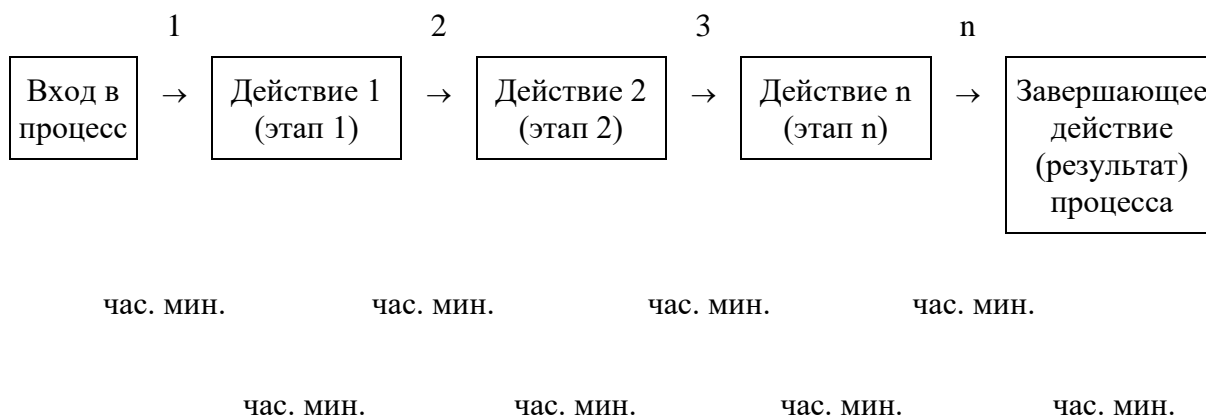 1 2 3 n
Вход в процесс → Действие 1 (этап 1) → Действие 2 (этап 2) → Действие n (этап n) → Завершающее действие (результат) процесса
час. мин. час. мин. час. мин. час. мин.
час. мин. час. мин. час. мин. час. мин.